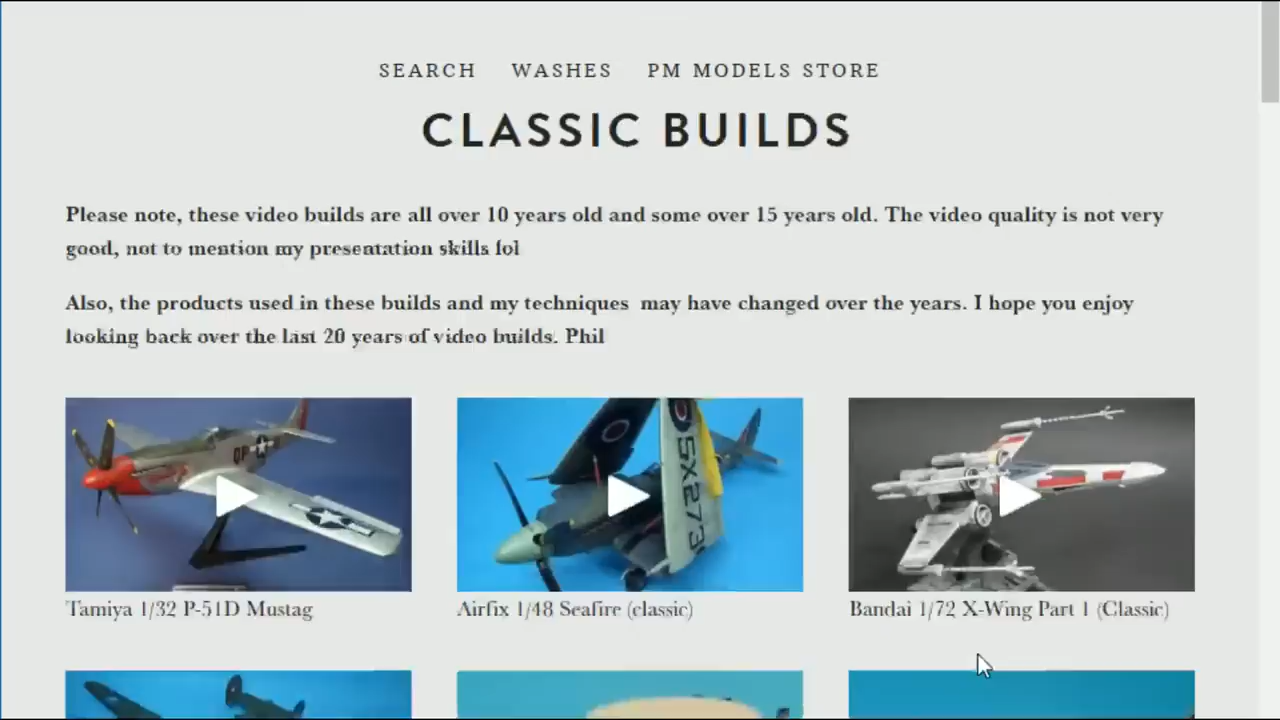 SEARCH WASHES PM MODELS STORE
CLASSIC BUILDS
Please note, these video builds are all over 10 years old and some over 15 years old. The video quality is not very
good, not to mention my presentation skills lol
Also, the products used in these builds and my techniques may have changed over the years. I hope you enjoy
looking back over the last 20 years of video builds. Phil
SX273
Tamiya 1/32 P-51D Mustag
Airfix 1/48 Seafire (classic)
Bandai 1/72 X-Wing Part 1 (Classic)